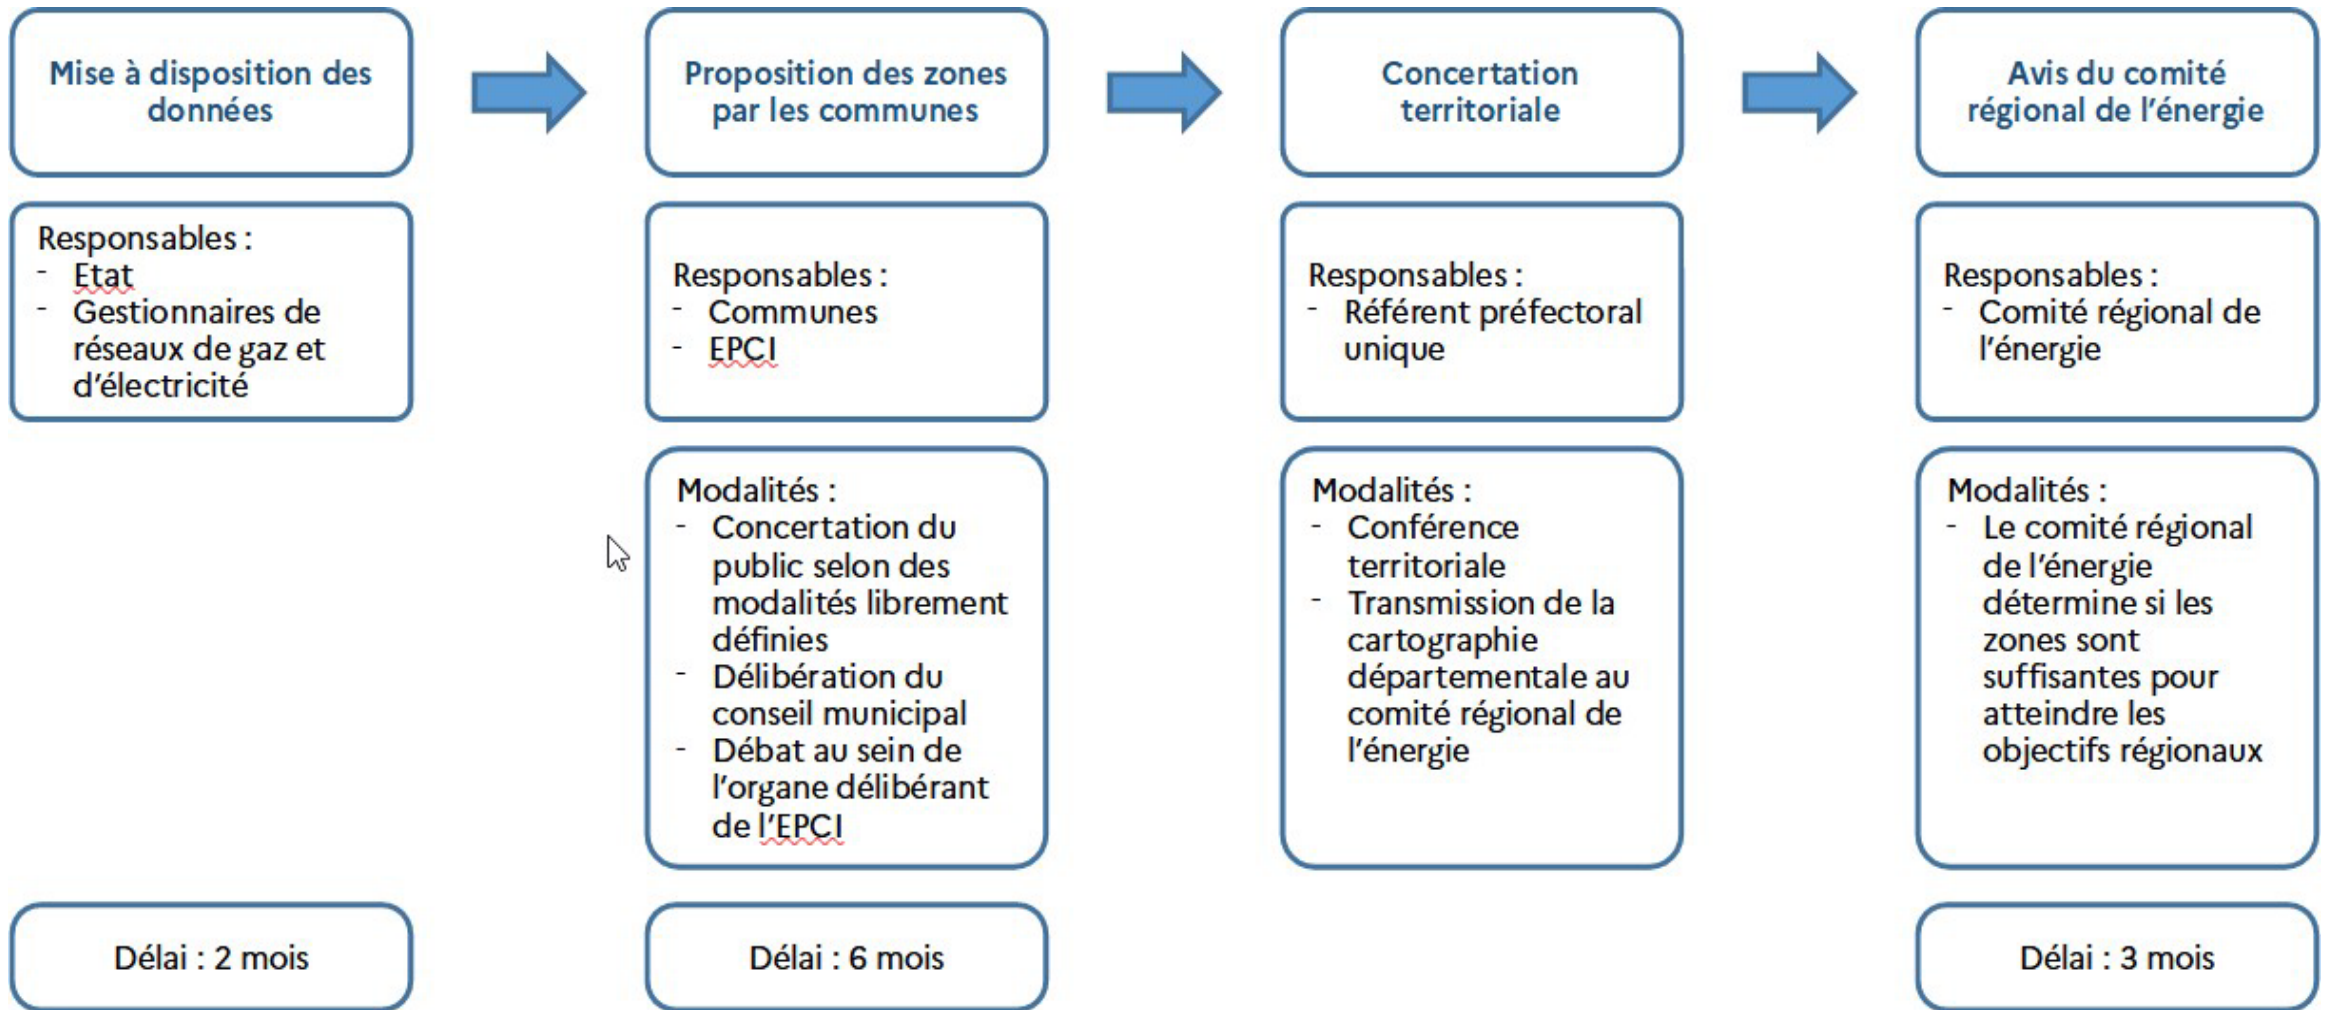 Mise à disposition des
données
Proposition des zones
par les communes
Concertation
territoriale
Avis du comité
régional de l'énergie
Responsables :
- Etat
- Gestionnaires de
réseaux de gaz et
d'électricité
Responsables :
- Communes
- EPCI
Responsables :
- Référent préfectoral
unique
Responsables :
- Comité régional de
l'énergie
Modalités :
- Concertation du
public selon des
modalités librement
définies
- Délibération du
conseil municipal
- Débat au sein de
l'organe délibérant
de l'EPCI
Modalités :
- Conférence
territoriale
- Transmission de la
cartographie
départementale au
comité régional de
l'énergie
Modalités :
- Le comité régional
de l'énergie
détermine si les
zones sont
suffisantes pour
atteindre les
objectifs régionaux
Délai : 2 mois
Délai : 6 mois
Délai : 3 mois